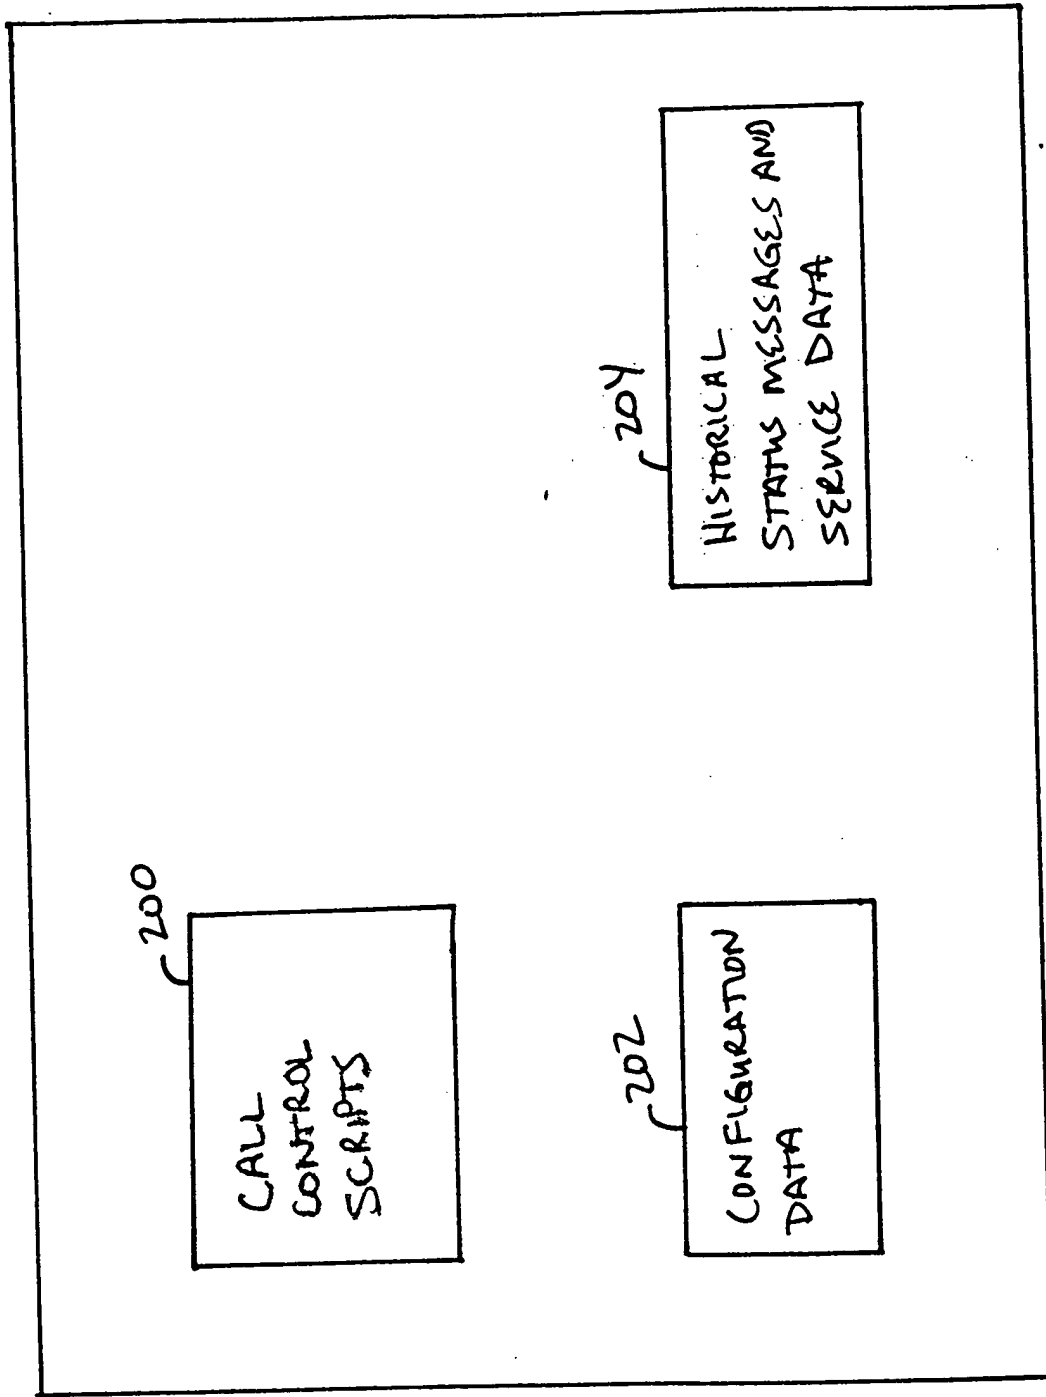 200
CALL
CONTROL
SCRIPTS
202
CONFIGURATION
DATA
204
HISTORICAL
STATUS MESSAGES AND
SERVICE DATA